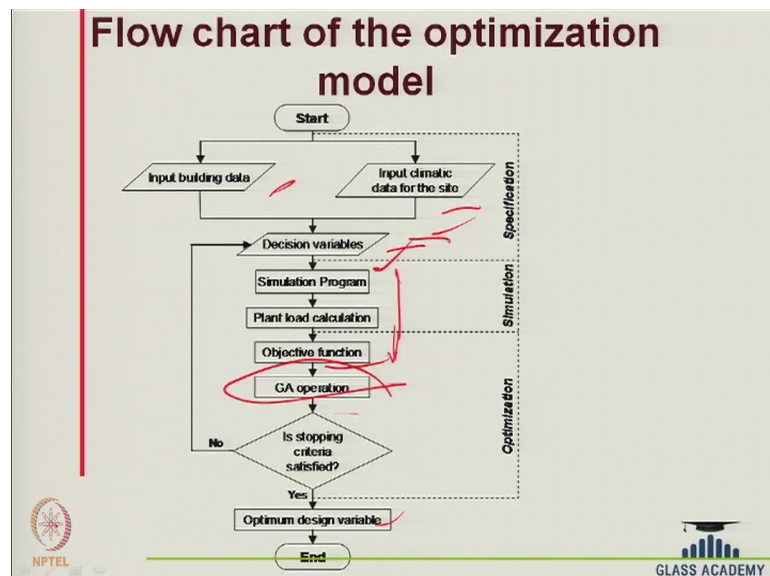 Flow chart of the optimization
model
Start
Input building data
Input climatic
data for the site
Decision variables
Simulation Program
Plant load calculation
Objective function
GA operation
Is stopping
criteria
satisfied?
No
Yes
Optimum design variable
End
Specification
Simulation
Optimization
NPTEL
GLASS ACADEMY